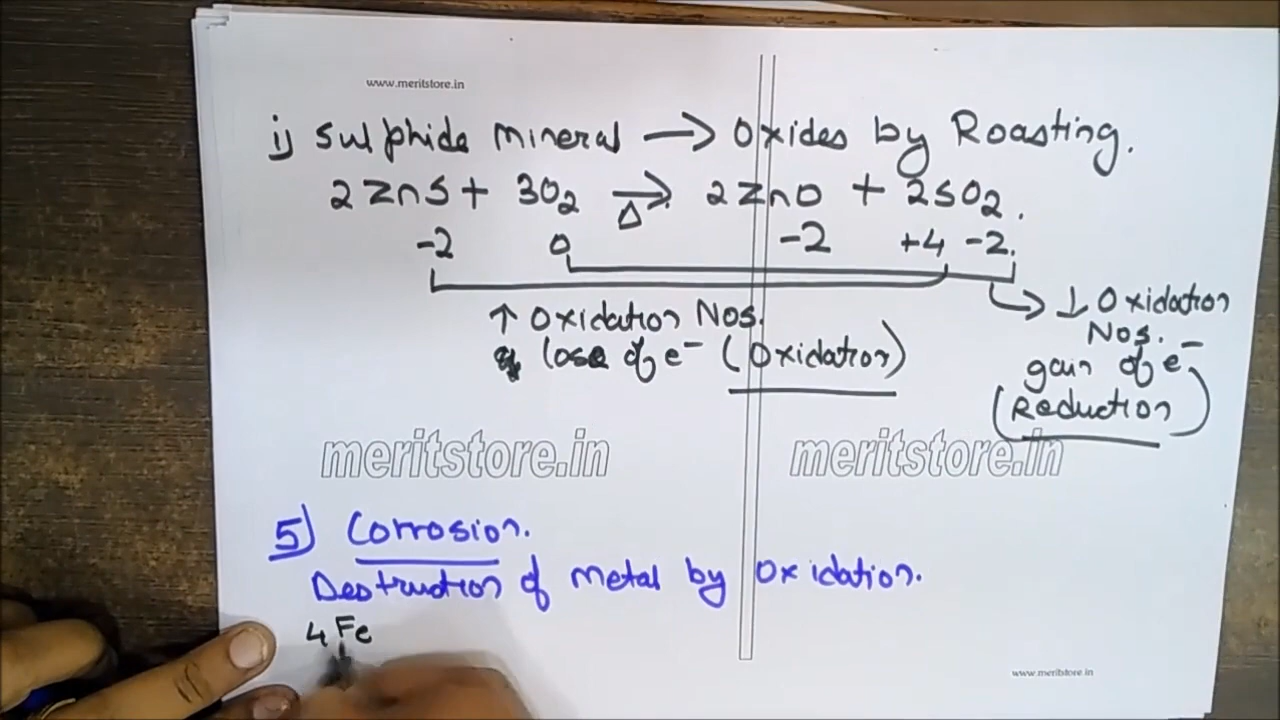 www.meritstore.in
i) Sulphide mineral → Oxides by Roasting.
2ZnS + 3O₂ →Δ 2ZnO + 2SO₂.
-2 0 -2 +4 -2.
↑ Oxidation Nos.
lose of e⁻ (Oxidation)
→ ↓ Oxidation
Nos.
gain of e⁻
(Reduction)
meritstore.in meritstore.in
5) Corrosion.
Destruction of metal by Oxidation.
4Fe
www.meritstore.in